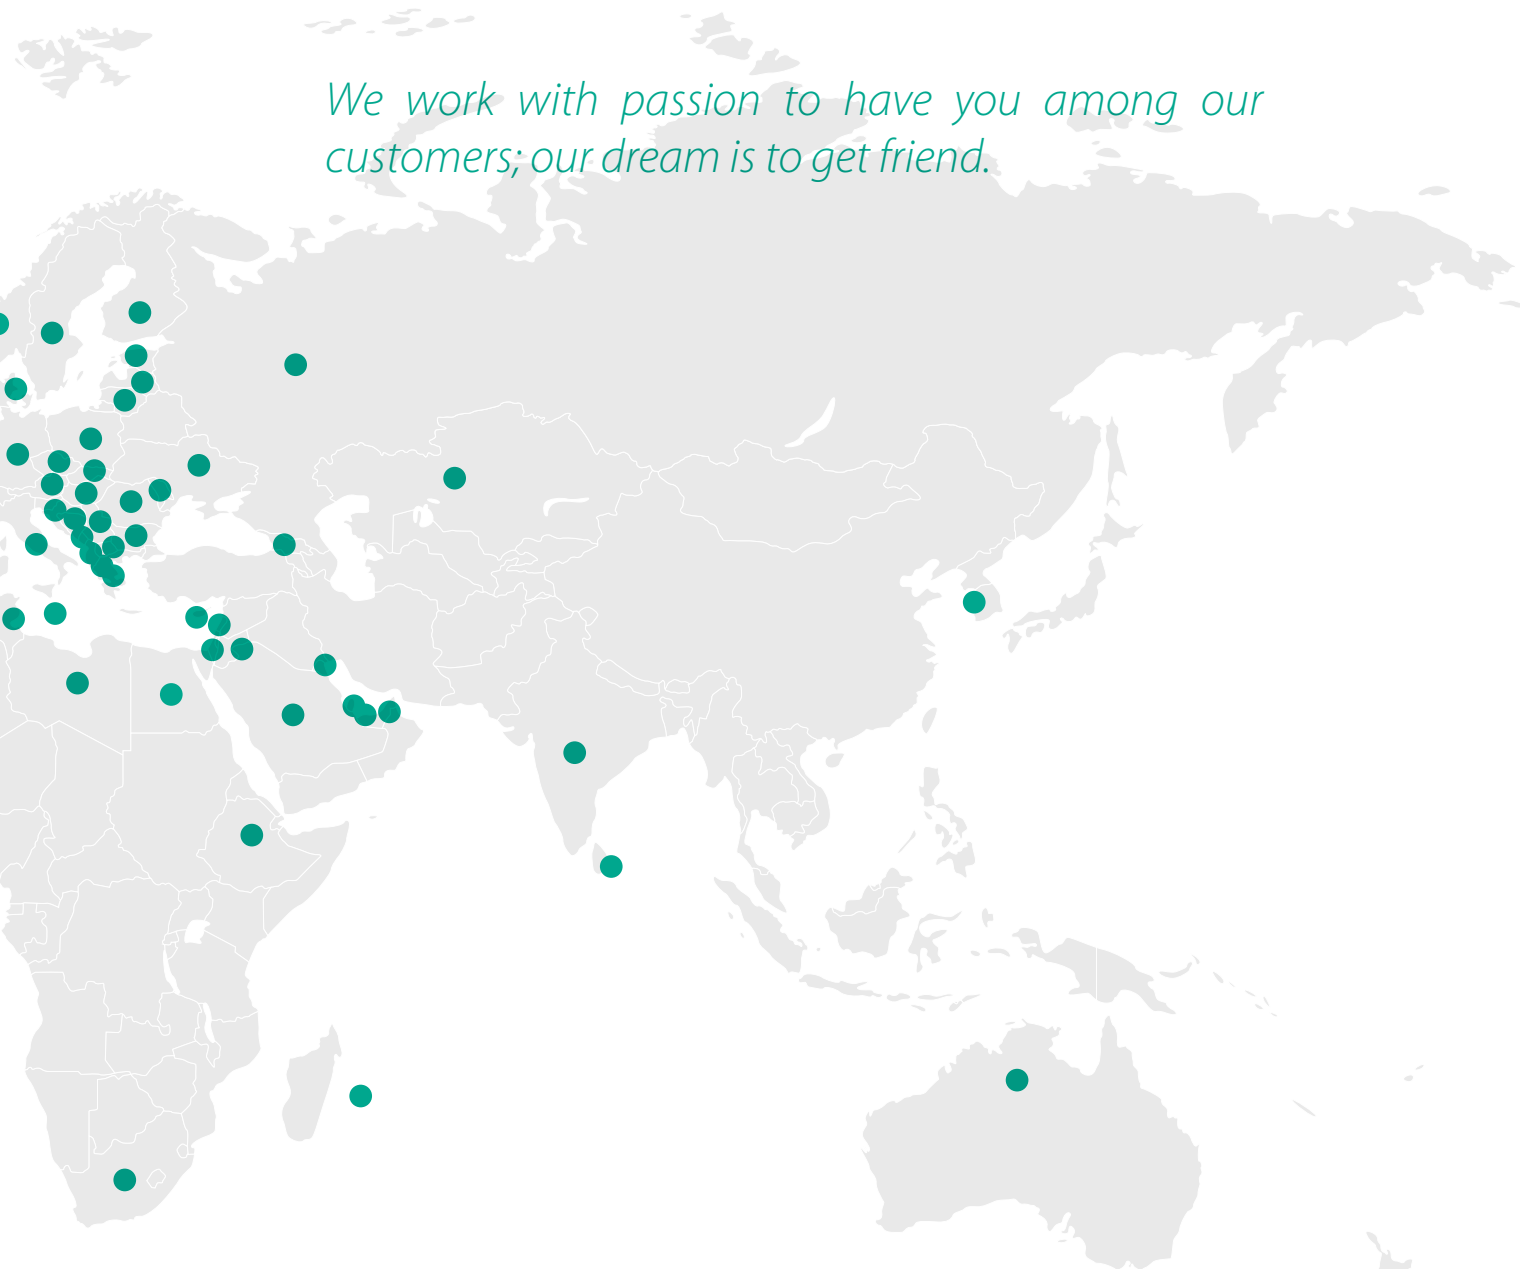 We work with passion to have you among our
customers; our dream is to get friend.